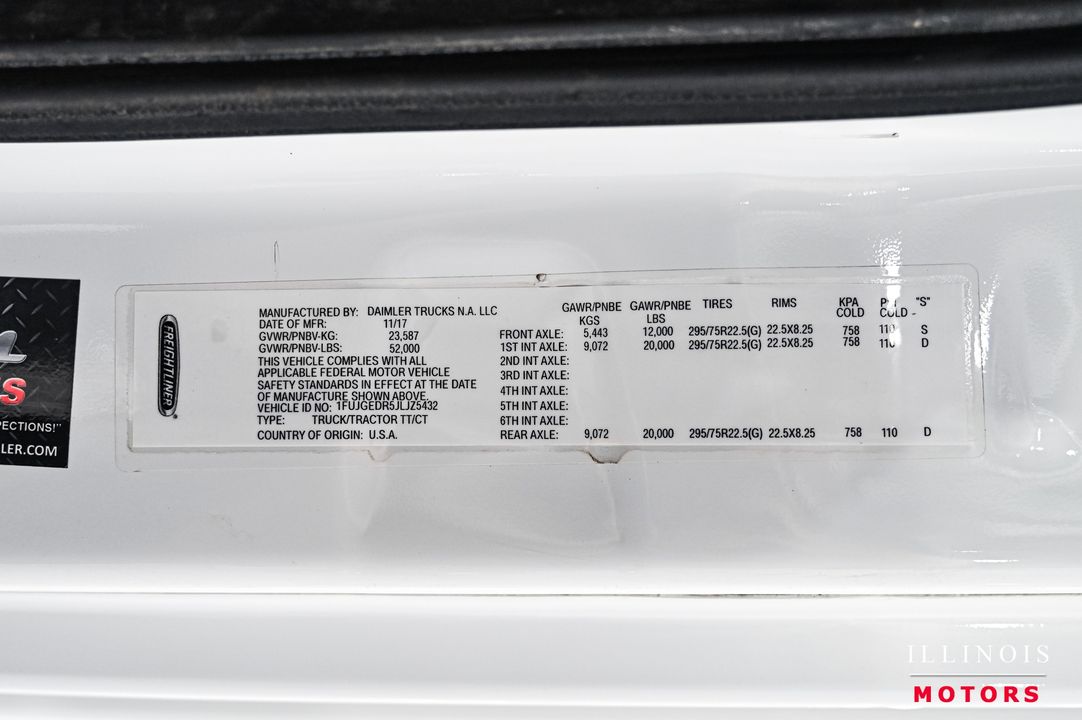 FREIGHTLINER
MANUFACTURED BY: DAIMLER TRUCKS N.A. LLC
DATE OF MFR: 11/17
GVWR/PNBV-KG: 23,587
GVWR/PNBV-LBS: 52,000
THIS VEHICLE COMPLIES WITH ALL
APPLICABLE FEDERAL MOTOR VEHICLE
SAFETY STANDARDS IN EFFECT AT THE DATE
OF MANUFACTURE SHOWN ABOVE.
VEHICLE ID NO: 1FUJGEDR5JLJZ5432
TYPE: TRUCK/TRACTOR TT/CT
COUNTRY OF ORIGIN: U.S.A.
GAWR/PNBE GAWR/PNBE TIRES RIMS KPA "S"
KGS LBS COLD COLD -
FRONT AXLE: 5,443 12,000 295/75R22.5(G) 22.5X8.25 758 110 S
1ST INT AXLE: 9,072 20,000 295/75R22.5(G) 22.5X8.25 758 110 D
2ND INT AXLE:
3RD INT AXLE:
4TH INT AXLE:
5TH INT AXLE:
6TH INT AXLE:
REAR AXLE: 9,072 20,000 295/75R22.5(G) 22.5X8.25 758 110 D
S
PECTIONS!"
LER.COM
ILLINOIS
MOTORS